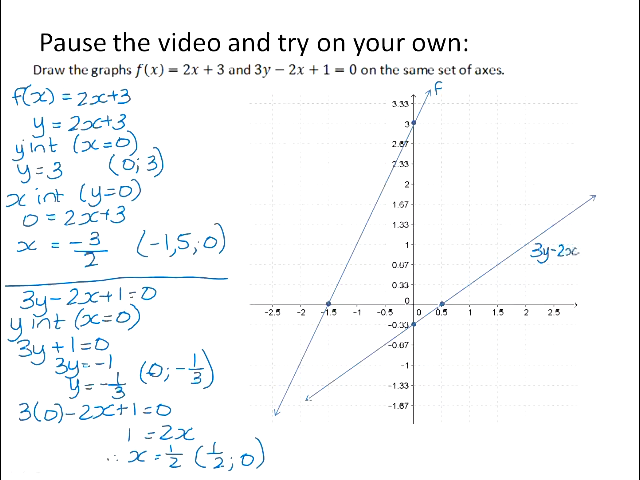 Pause the video and try on your own:
Draw the graphs f(x) = 2x + 3 and 3y − 2x + 1 = 0 on the same set of axes.
f(x) = 2x+3
y = 2x+3
y int (x=0)
y = 3 (0; 3)
x int (y=0)
0 = 2x+3
x = -3/2 (-1,5; 0)
3y-2x+1=0
y int (x=0)
3y+1=0
3y=-1
y=-1/3 (0; -1/3)
3(0)-2x+1=0
1 = 2x
∴ x = 1/2 (1/2; 0)
f
3.33
3
2.67
2.33
2
1.67
1.33
1
3y-2x
0.67
0.33
0
-2.5 -2 -1.5 -1 -0.5 0 0.5 1 1.5 2 2.5
-0.33
-0.67
-1
-1.33
-1.67